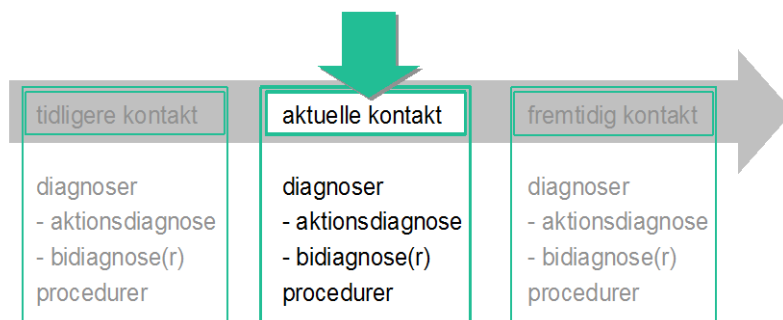 tidligere kontakt
diagnoser
- aktionsdiagnose
- bidiagnose(r)
procedurer
aktuelle kontakt
diagnoser
- aktionsdiagnose
- bidiagnose(r)
procedurer
fremtidig kontakt
diagnoser
- aktionsdiagnose
- bidiagnose(r)
procedurer